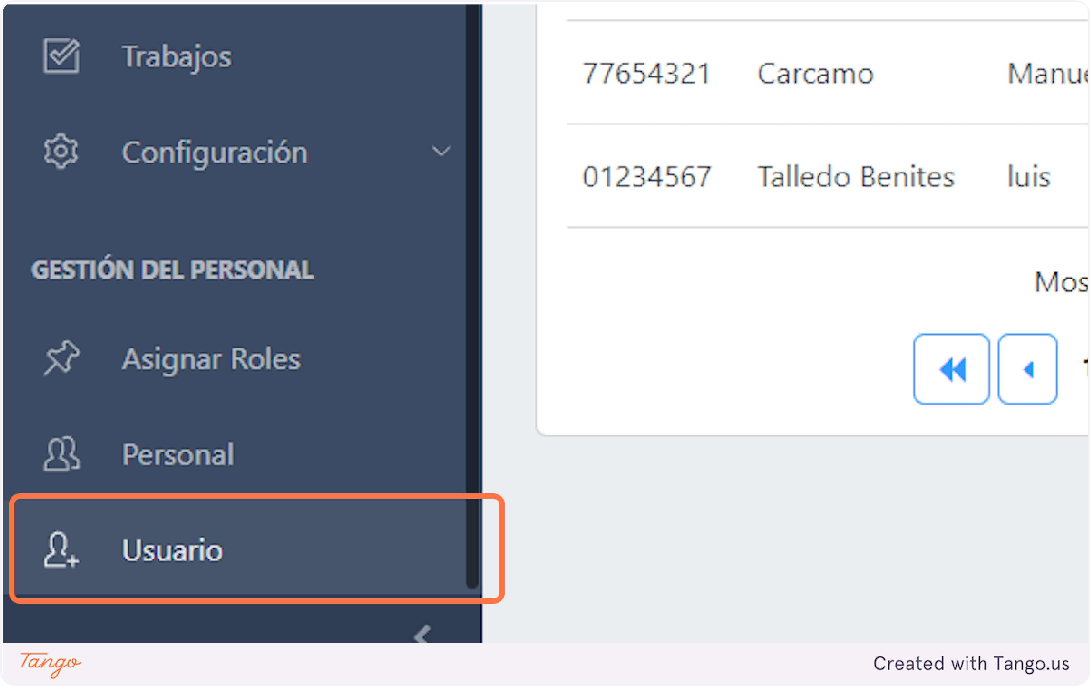 Trabajos
Configuración
GESTIÓN DEL PERSONAL
Asignar Roles
Personal
Usuario
77654321 Carcamo
01234567 Talledo Benites luis
Tango
Created with Tango.us